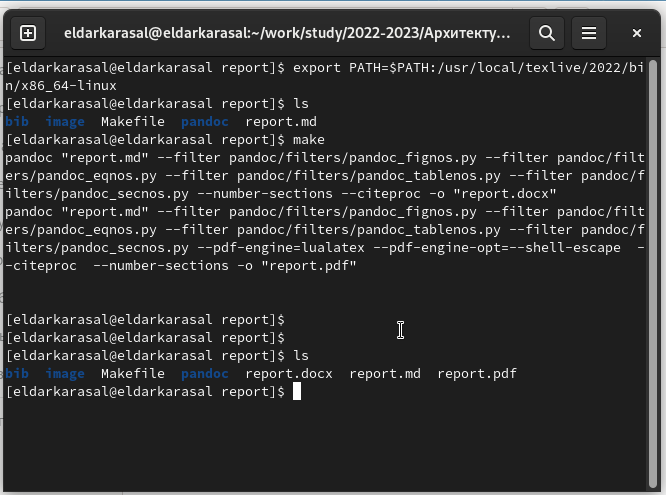 eldarkarasal@eldarkarasal:~/work/study/2022-2023/Архитекту...
[eldarkarasal@eldarkarasal report]$ export PATH=$PATH:/usr/local/texlive/2022/bi
n/x86_64-linux
[eldarkarasal@eldarkarasal report]$ ls
bib  image  Makefile  pandoc  report.md
[eldarkarasal@eldarkarasal report]$ make
pandoc "report.md" --filter pandoc/filters/pandoc_fignos.py --filter pandoc/filt
ers/pandoc_eqnos.py --filter pandoc/filters/pandoc_tablenos.py --filter pandoc/f
ilters/pandoc_secnos.py --number-sections --citeproc -o "report.docx"
pandoc "report.md" --filter pandoc/filters/pandoc_fignos.py --filter pandoc/filt
ers/pandoc_eqnos.py --filter pandoc/filters/pandoc_tablenos.py --filter pandoc/f
ilters/pandoc_secnos.py --pdf-engine=lualatex --pdf-engine-opt=--shell-escape  -
-citeproc  --number-sections -o "report.pdf"
[eldarkarasal@eldarkarasal report]$
[eldarkarasal@eldarkarasal report]$
[eldarkarasal@eldarkarasal report]$ ls
bib  image  Makefile  pandoc  report.docx  report.md  report.pdf
[eldarkarasal@eldarkarasal report]$